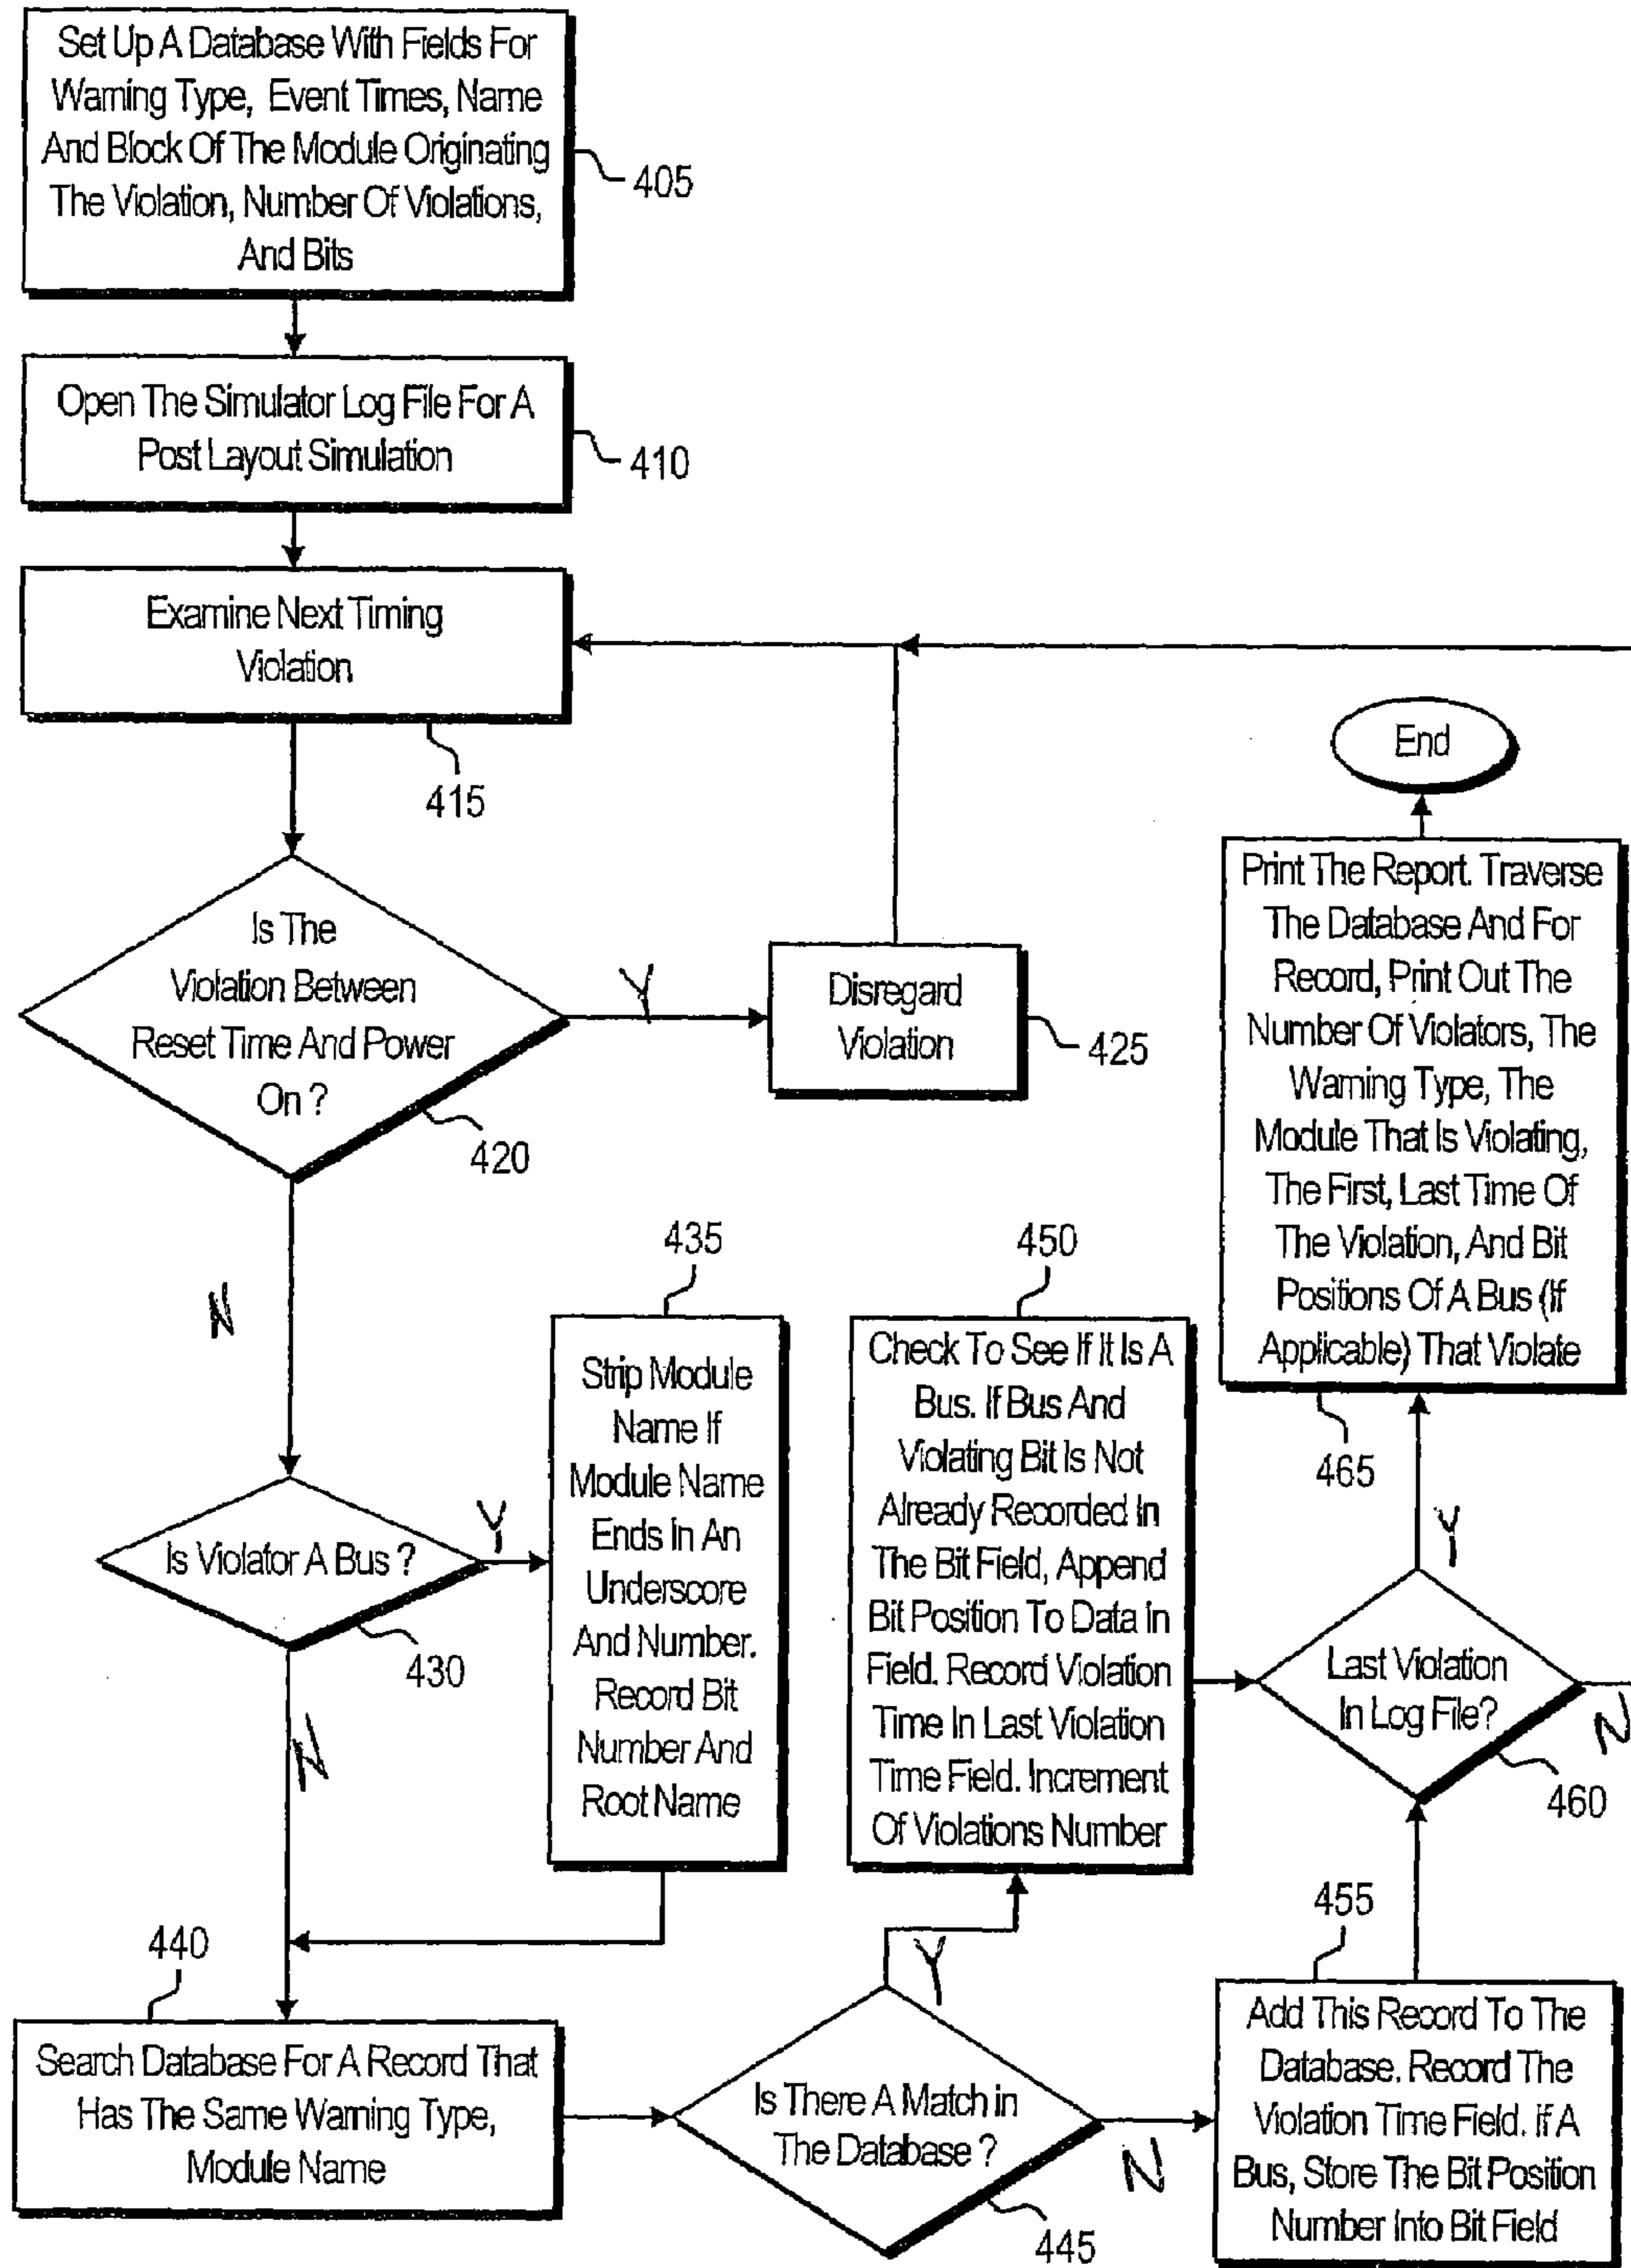 Set Up A Database With Fields For
Warning Type, Event Times, Name
And Block Of The Module Originating
The Violation, Number Of Violations,
And Bits
405
Open The Simulator Log File For A
Post Layout Simulation
410
Examine Next Timing
Violation
415
Is The
Violation Between
Reset Time And Power
On ?
420
Y
N
Disregard
Violation
425
Is Violator A Bus ?
430
Y
N
435
Strip Module
Name If
Module Name
Ends In An
Underscore
And Number.
Record Bit
Number And
Root Name
440
Search Database For A Record That
Has The Same Warning Type,
Module Name
Is There A Match in
The Database ?
445
Y
N
450
Check To See If It Is A
Bus. If Bus And
Violating Bit Is Not
Already Recorded In
The Bit Field, Append
Bit Position To Data in
Field. Record Violation
Time In Last Violation
Time Field. Increment
Of Violations Number
455
Add This Record To The
Database. Record The
Violation Time Field. If A
Bus, Store The Bit Position
Number Into Bit Field
Last Violation
In Log File?
460
Y
N
Print The Report. Traverse
The Database And For
Record, Print Out The
Number Of Violators, The
Warning Type, The
Module That Is Violating,
The First, Last Time Of
The Violation, And Bit
Positions Of A Bus (If
Applicable) That Violate
465
End